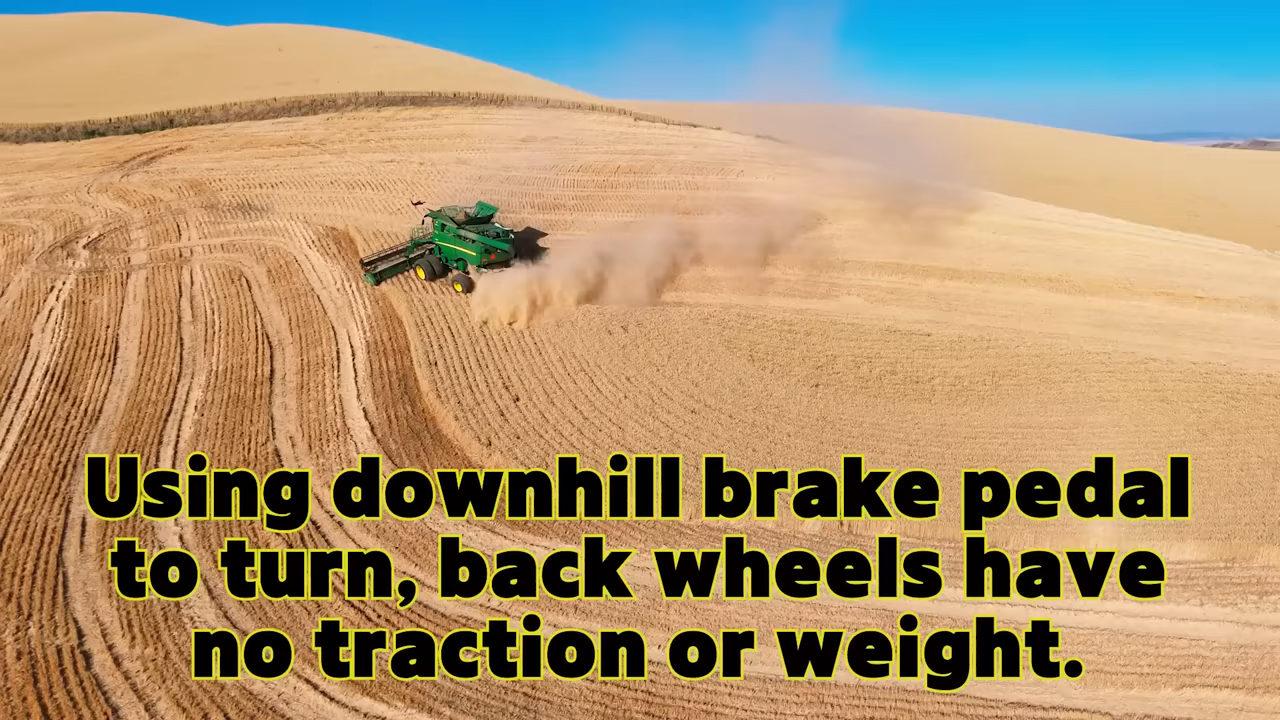 Using downhill brake pedal
to turn, back wheels have
no traction or weight.